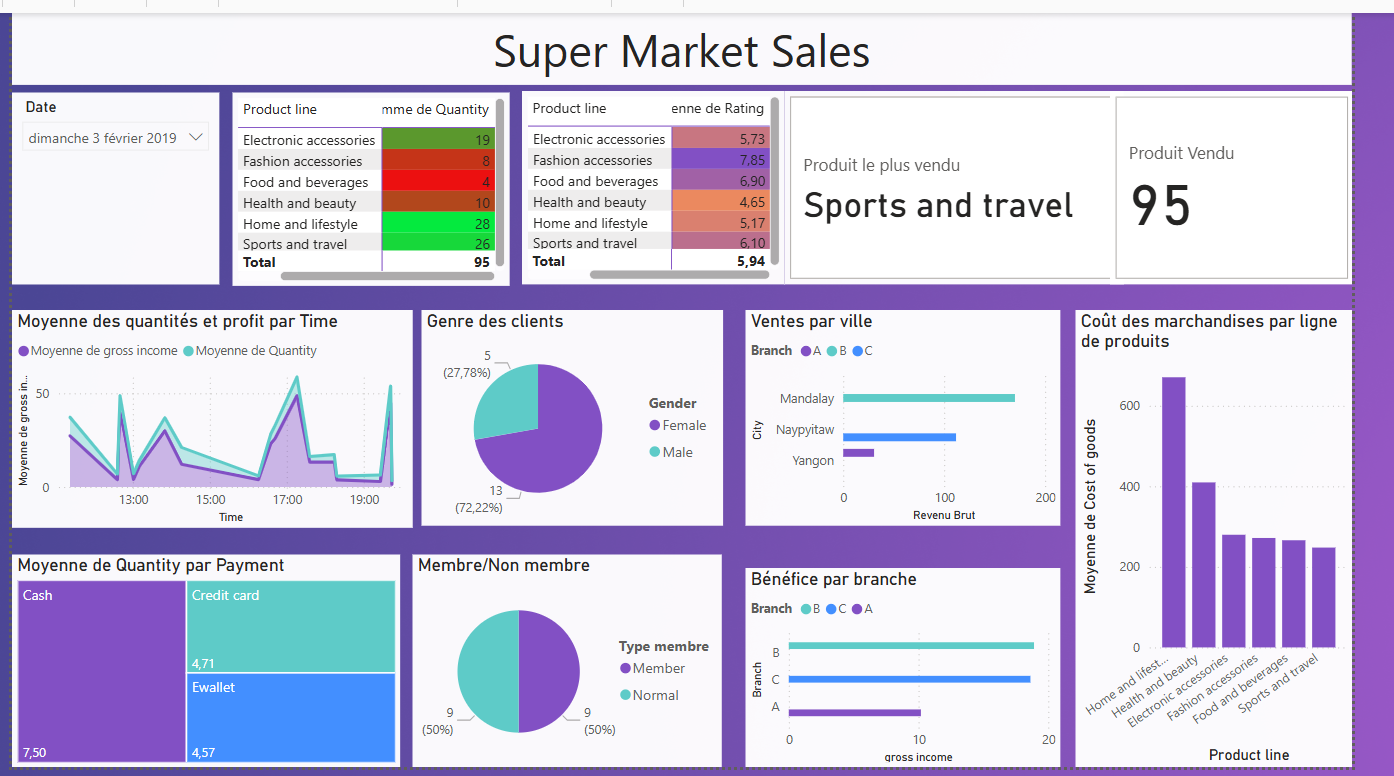 Super Market Sales
Date
dimanche 3 février 2019
Product line mme de Quantity
Electronic accessories 19
Fashion accessories 8
Food and beverages 4
Health and beauty 10
Home and lifestyle 28
Sports and travel 26
Total 95
Product line enne de Rating
Electronic accessories 5,73
Fashion accessories 7,85
Food and beverages 6,90
Health and beauty 4,65
Home and lifestyle 5,17
Sports and travel 6,10
Total 5,94
Produit le plus vendu
Sports and travel
Produit Vendu
95
Moyenne des quantités et profit par Time
Moyenne de gross income Moyenne de Quantity
Moyenne de gross in...
50
0
13:00 15:00 17:00 19:00
Time
Genre des clients
5
(27,78%)
13
(72,22%)
Gender
Female
Male
Ventes par ville
Branch A B C
City
Mandalay
Naypyitaw
Yangon
0 100 200
Revenu Brut
Coût des marchandises par ligne
de produits
Moyenne de Cost of goods
600
400
200
0
Home and lifest...
Health and beauty
Electronic accessories
Fashion accessories
Food and beverages
Sports and travel
Product line
Moyenne de Quantity par Payment
Cash
7,50
Credit card
4,71
Ewallet
4,57
Membre/Non membre
9
(50%)
9
(50%)
Type membre
Member
Normal
Bénéfice par branche
Branch B C A
Branch
B
C
A
0 10 20
gross income